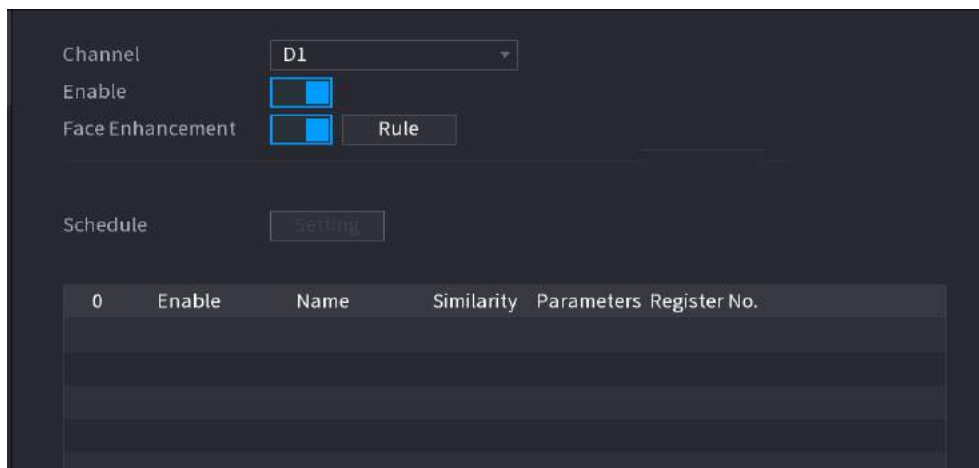 Channel D1
Enable
Face Enhancement Rule
Schedule Setting
0 Enable Name Similarity Parameters Register No.